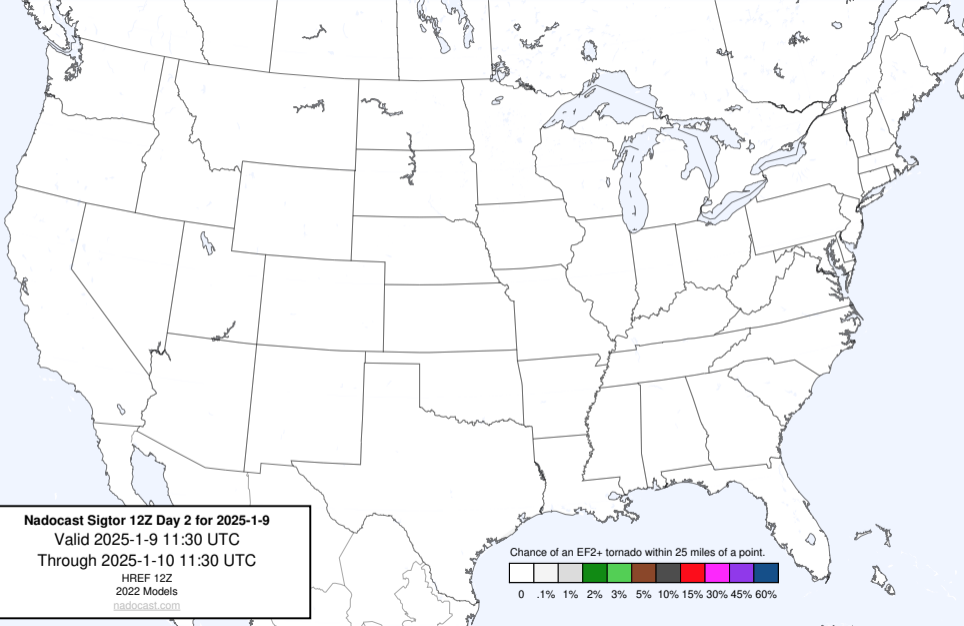 Nadocast Sigtor 12Z Day 2 for 2025-1-9
Valid 2025-1-9 11:30 UTC
Through 2025-1-10 11:30 UTC
HREF 12Z
2022 Models
nadocast.com
Chance of an EF2+ tornado within 25 miles of a point.
0 .1% 1% 2% 3% 5% 10% 15% 30% 45% 60%